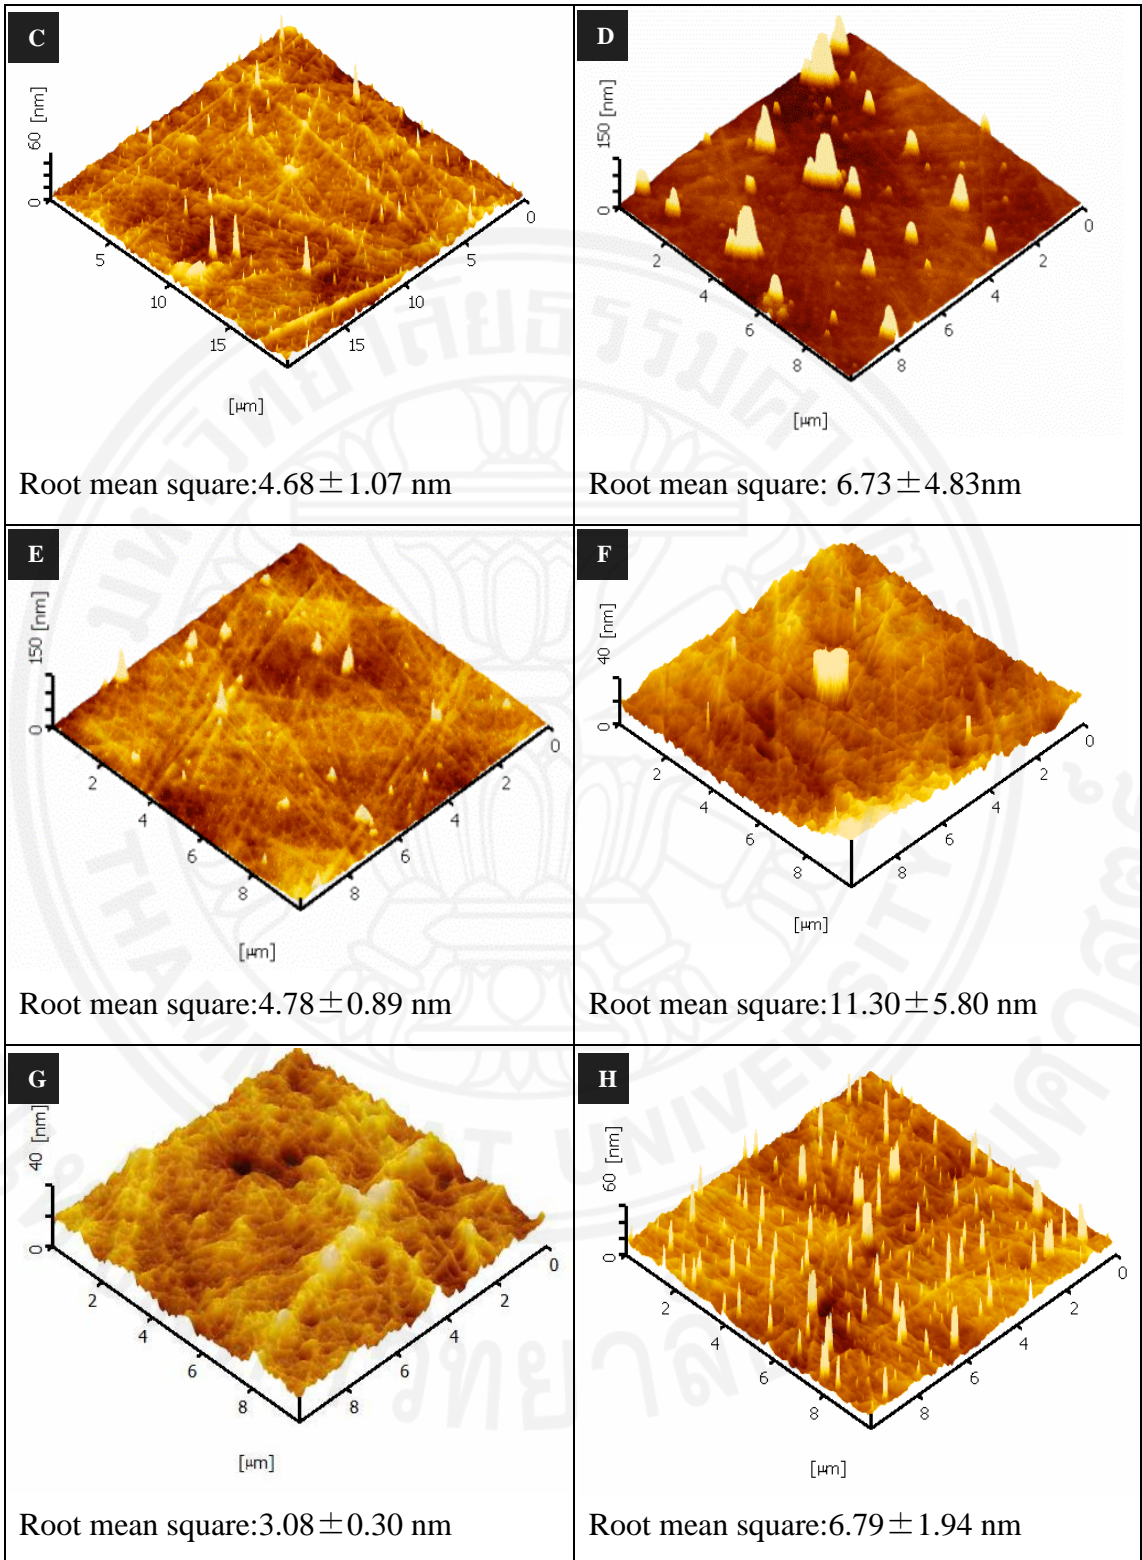 C
60 [nm]
0
5
10
15
0
5
10
15
[μm]
Root mean square:4.68±1.07 nm
D
150 [nm]
0
2
4
6
8
0
2
4
6
8
[μm]
Root mean square: 6.73±4.83nm
E
150 [nm]
0
2
4
6
8
0
2
4
6
8
[μm]
Root mean square:4.78±0.89 nm
F
40 [nm]
0
2
4
6
8
0
2
4
6
8
[μm]
Root mean square:11.30±5.80 nm
G
40 [nm]
0
2
4
6
8
0
2
4
6
8
[μm]
Root mean square:3.08±0.30 nm
H
60 [nm]
0
2
4
6
8
0
2
4
6
8
[μm]
Root mean square:6.79±1.94 nm
UNIVERSITY